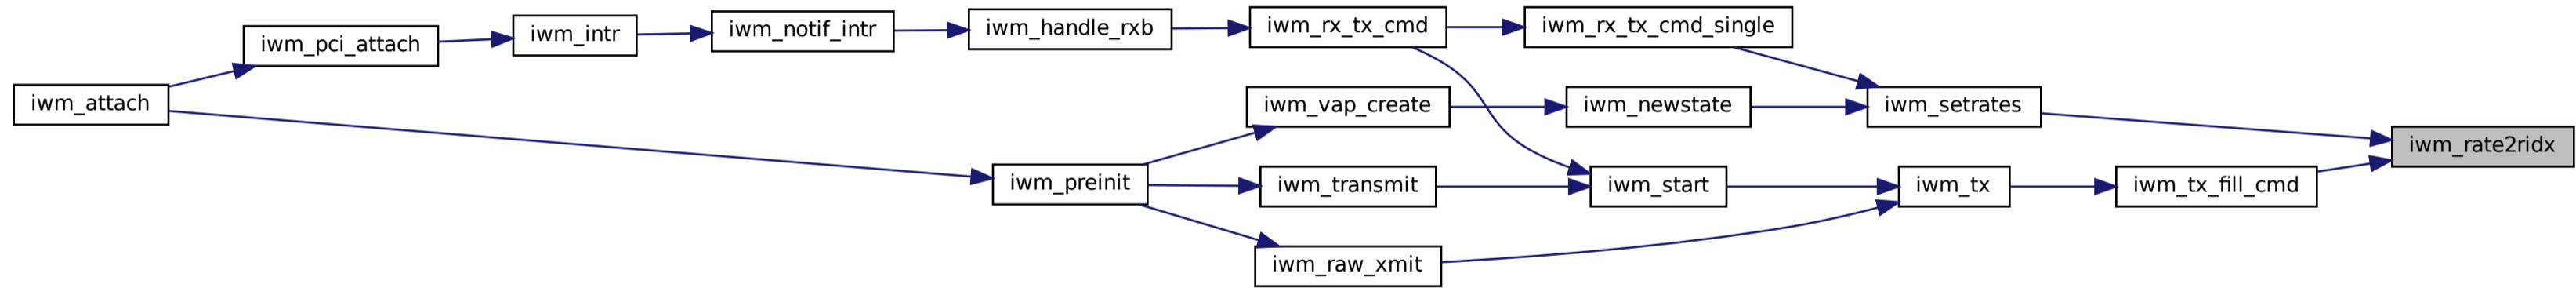 iwm_attach
iwm_pci_attach
iwm_intr
iwm_notif_intr
iwm_handle_rxb
iwm_rx_tx_cmd
iwm_rx_tx_cmd_single
iwm_vap_create
iwm_newstate
iwm_setrates
iwm_rate2ridx
iwm_preinit
iwm_transmit
iwm_start
iwm_tx
iwm_tx_fill_cmd
iwm_raw_xmit